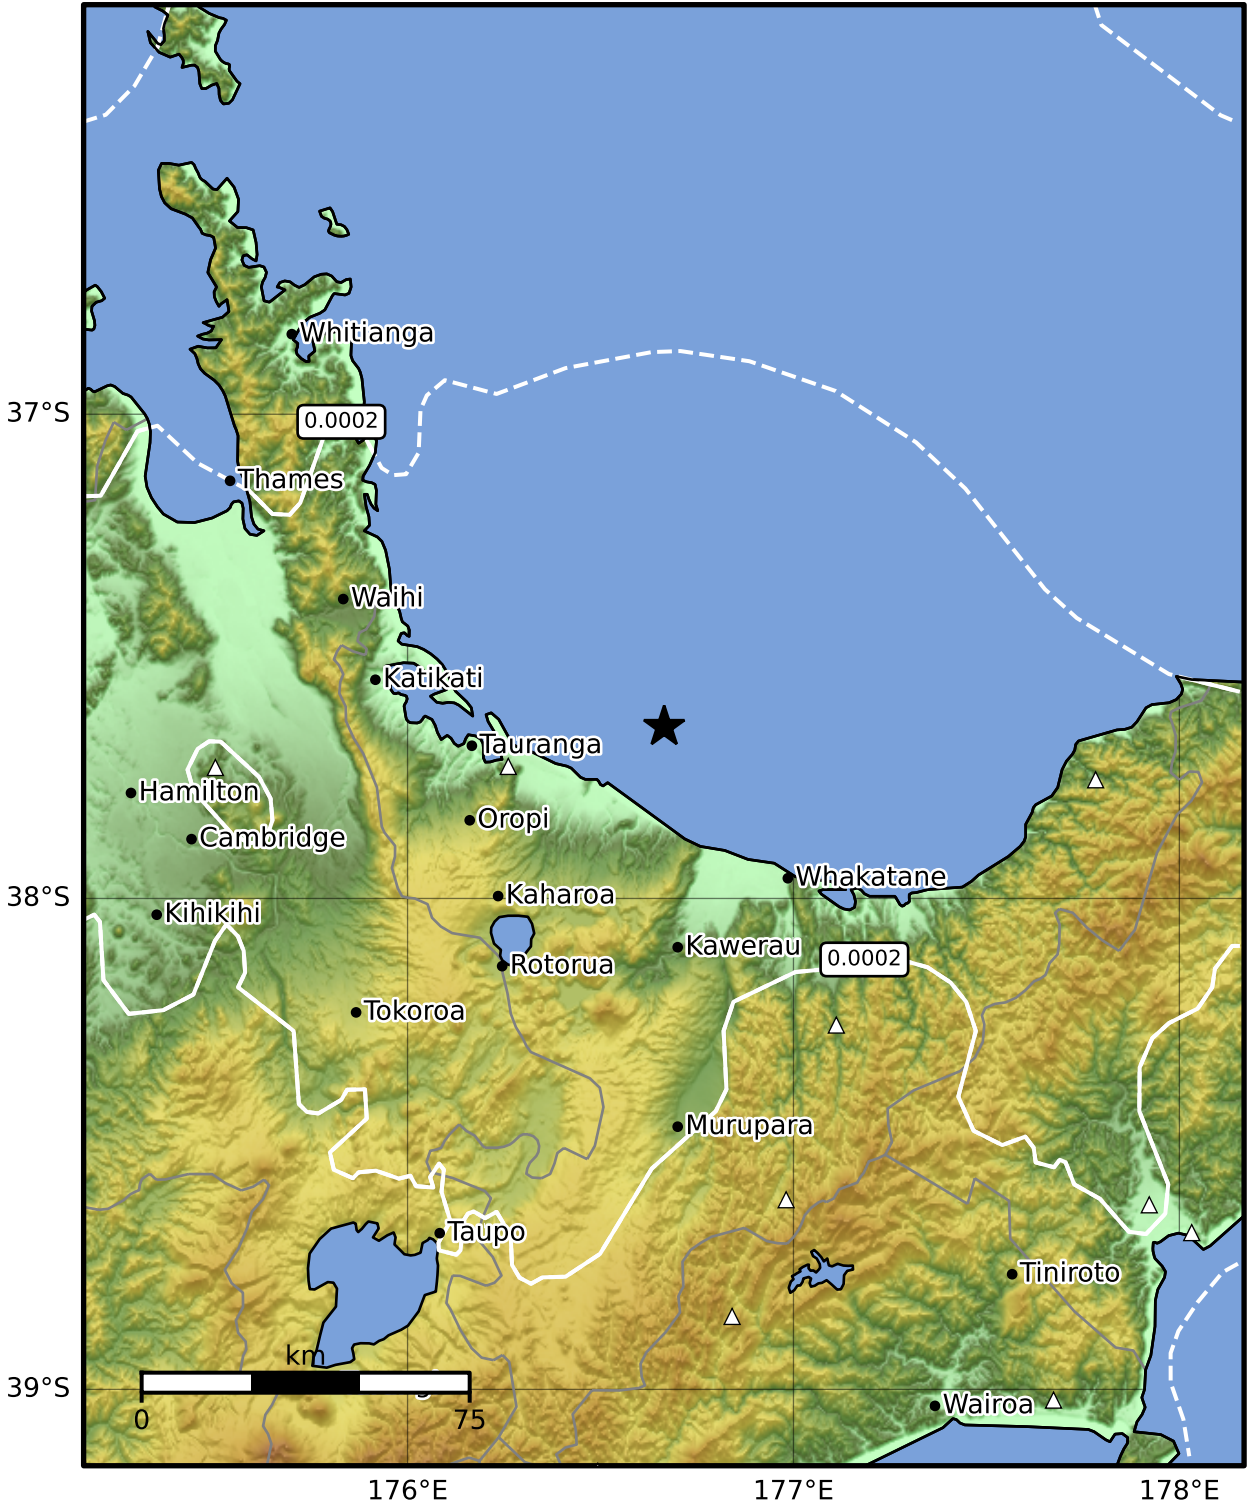 Whitianga
37°S
0.0002
Thames
Waihi
Katikati
Tauranga
Hamilton
Oropi
Cambridge
Whakatane
38°S
Kaharoa
Kihikihi
Kawerau
0.0002
Rotorua
Tokoroa
Murupara
Taupo
Tiniroto
km
39°S
Wairoa
0
75
176°E
177°E
178°E